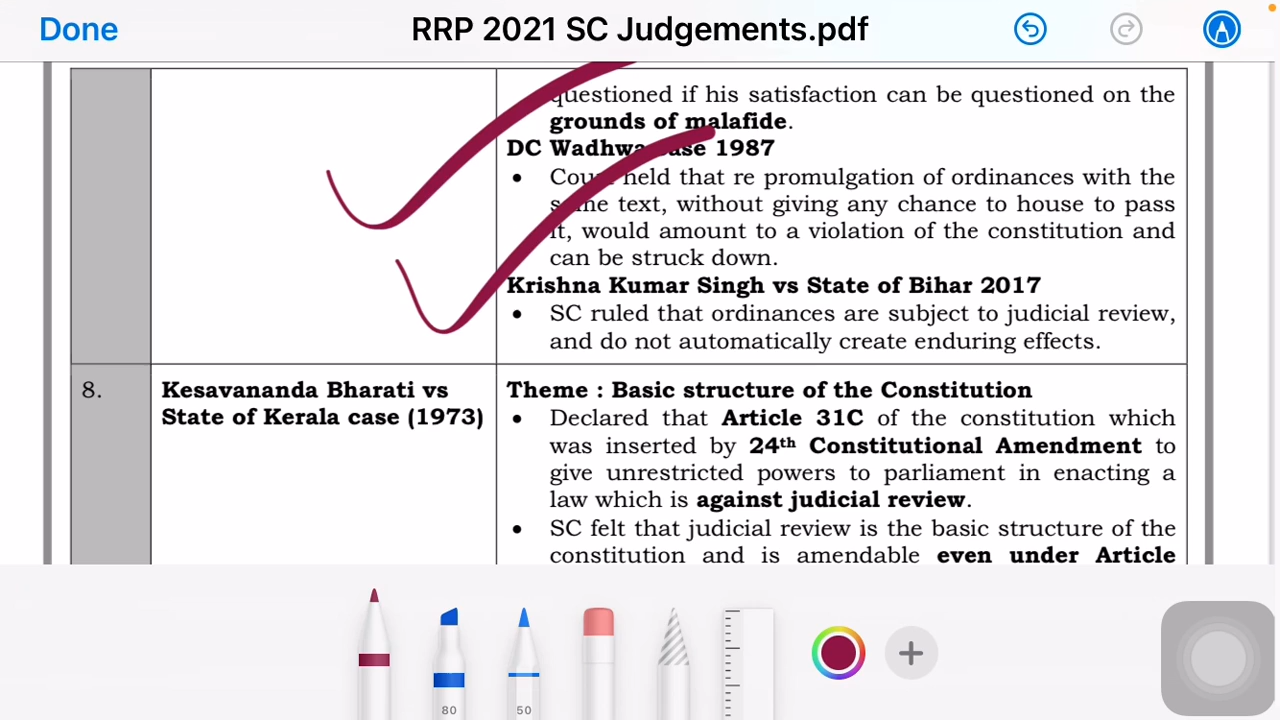 Done
RRP 2021 SC Judgements.pdf
questioned if his satisfaction can be questioned on the
grounds of malafide.
DC Wadhwa case 1987
Court held that re promulgation of ordinances with the
same text, without giving any chance to house to pass
it, would amount to a violation of the constitution and
can be struck down.
Krishna Kumar Singh vs State of Bihar 2017
SC ruled that ordinances are subject to judicial review,
and do not automatically create enduring effects.
8.
Kesavananda Bharati vs
State of Kerala case (1973)
Theme : Basic structure of the Constitution
Declared that Article 31C of the constitution which
was inserted by 24th Constitutional Amendment to
give unrestricted powers to parliament in enacting a
law which is against judicial review.
SC felt that judicial review is the basic structure of the
constitution and is amendable even under Article
80
50